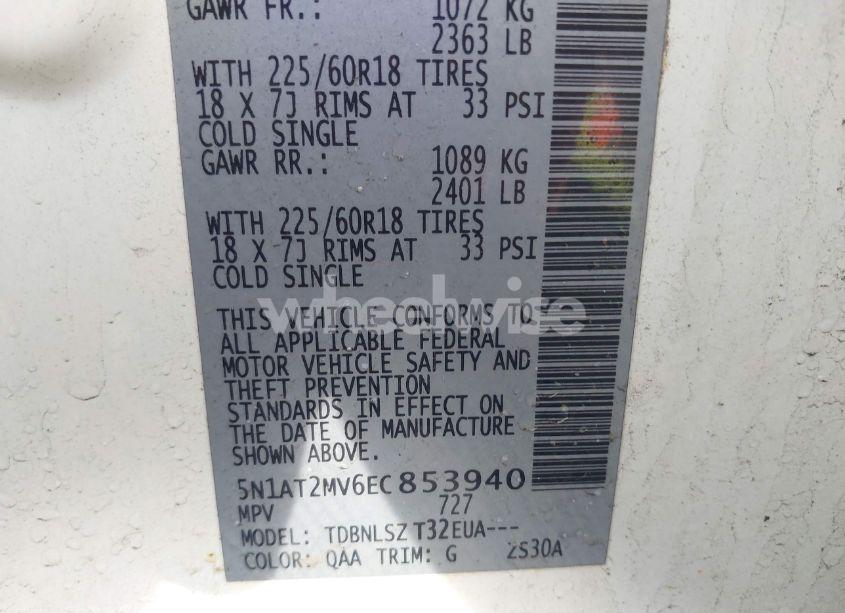 GAWR FR.: 1072 KG
2363 LB
WITH 225/60R18 TIRES
18 X 7J RIMS AT 33 PSI
COLD SINGLE
GAWR RR.: 1089 KG
2401 LB
WITH 225/60R18 TIRES
18 X 7J RIMS AT 33 PSI
COLD SINGLE
wheelwise
THIS VEHICLE CONFORMS TO
ALL APPLICABLE FEDERAL
MOTOR VEHICLE SAFETY AND
THEFT PREVENTION
STANDARDS IN EFFECT ON
THE DATE OF MANUFACTURE
SHOWN ABOVE.
5N1AT2MV6EC853940
MPV 727
MODEL: TDBNLSZ T32EUA---
COLOR: QAA TRIM: G 2S30A